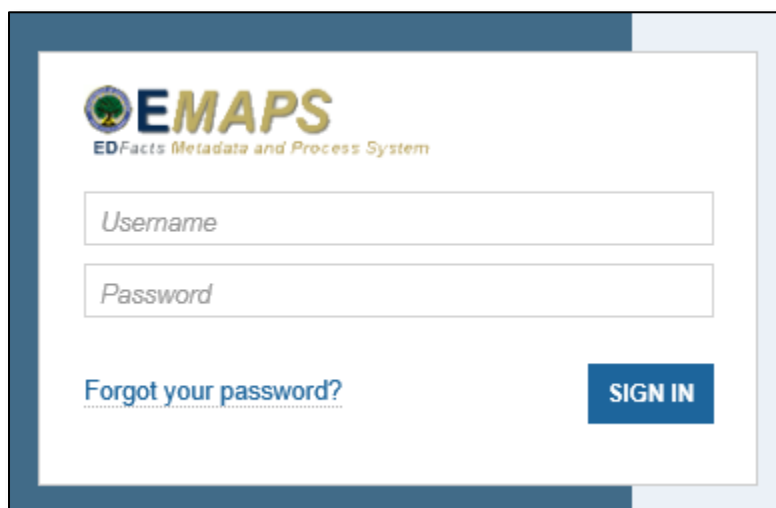 EMAPS
EDFacts Metadata and Process System
Username
Password
Forgot your password?
SIGN IN